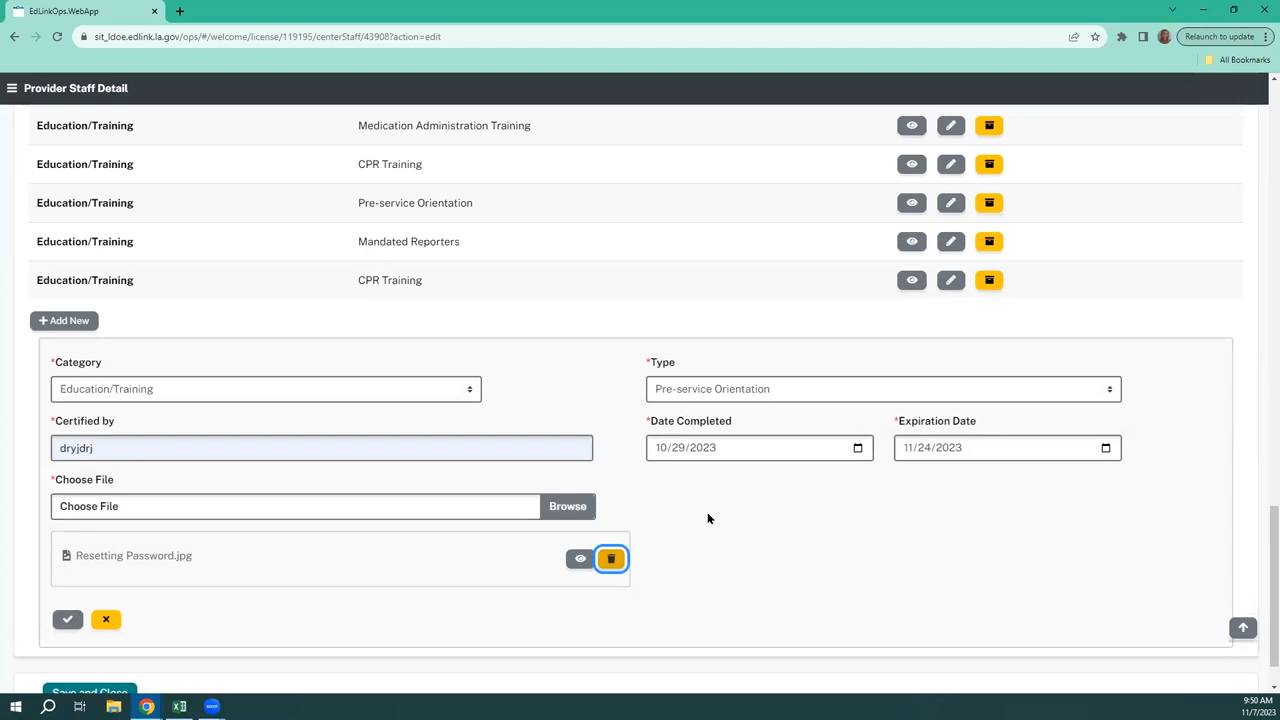 EdLinkOps.WebApp
sit_ldoe.edlink.la.gov/ops/#/welcome/license/119195/centerStaff/43908?action=edit
Relaunch to update
All Bookmarks
Provider Staff Detail
Education/Training Medication Administration Training
Education/Training CPR Training
Education/Training Pre-service Orientation
Education/Training Mandated Reporters
Education/Training CPR Training
+ Add New
*Category *Type
Education/Training Pre-service Orientation
*Certified by *Date Completed *Expiration Date
dryjdrj 10/29/2023 11/24/2023
*Choose File
Choose File Browse
Resetting Password.jpg
Save and Close
zoom
9:50 AM
11/7/2023